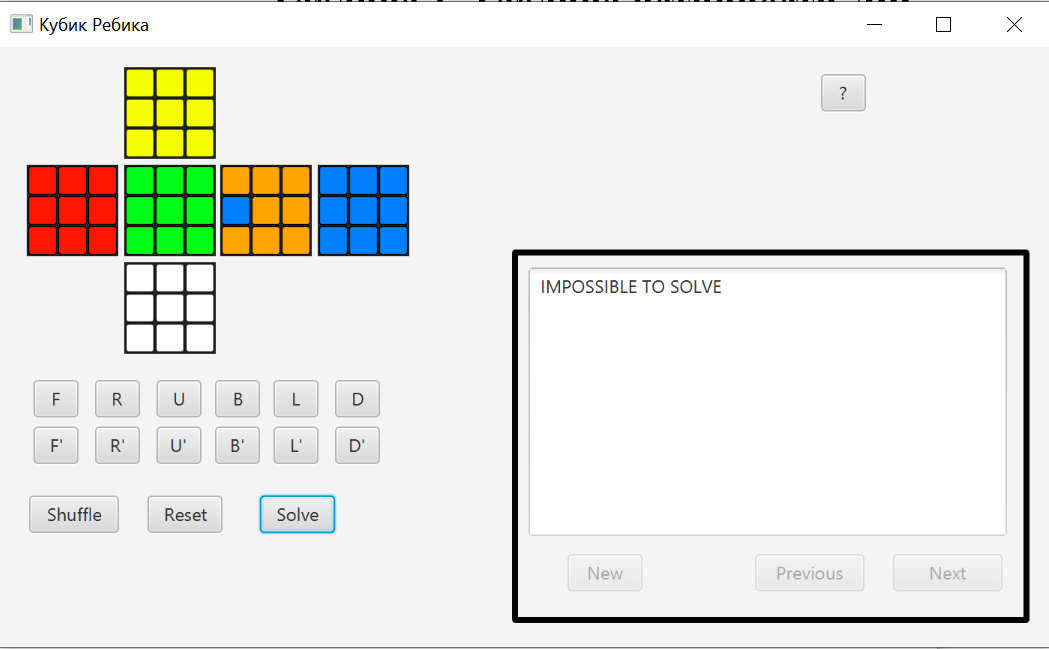 Кубик Ребика
?
IMPOSSIBLE TO SOLVE
F R U B L D
F' R' U' B' L' D'
Shuffle Reset Solve
New Previous Next